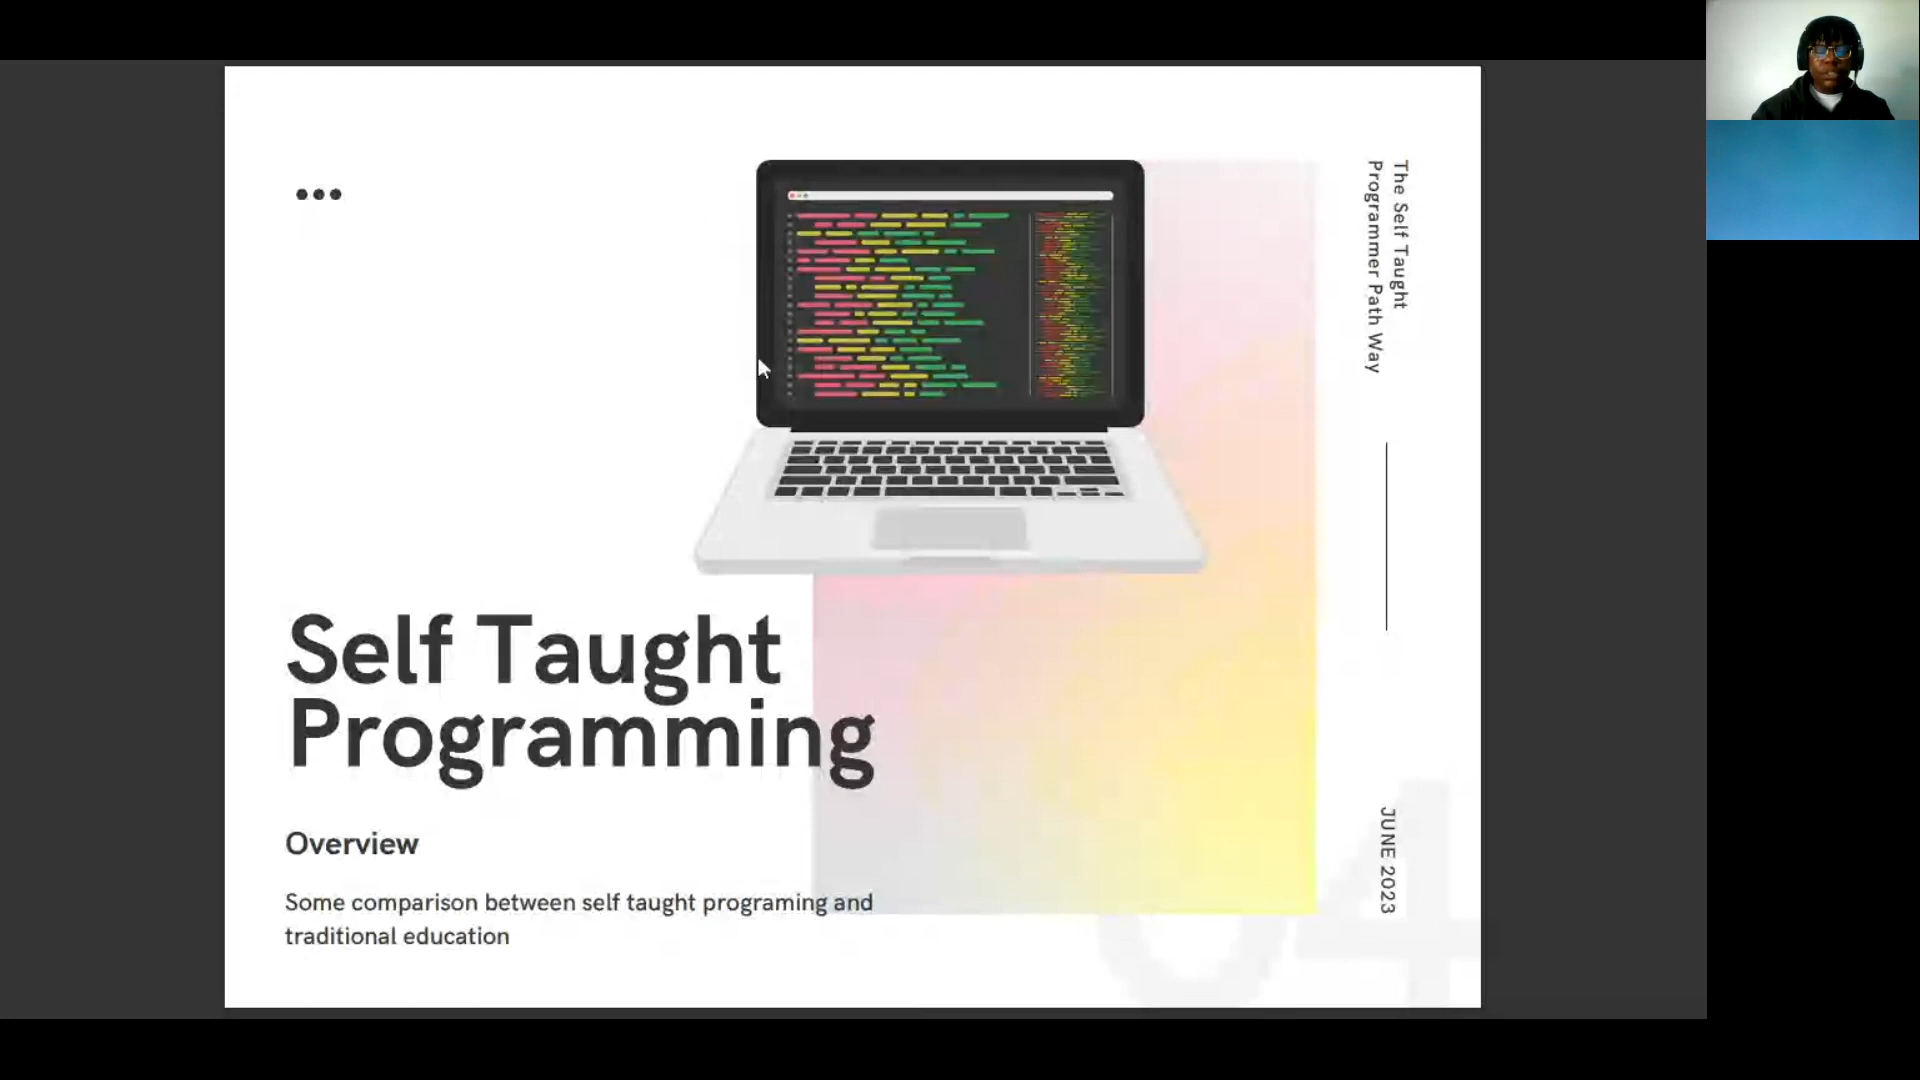 The Self Taught
Programmer Path Way
Self Taught
Programming
Overview
Some comparison between self taught programing and
traditional education
JUNE 2023
04